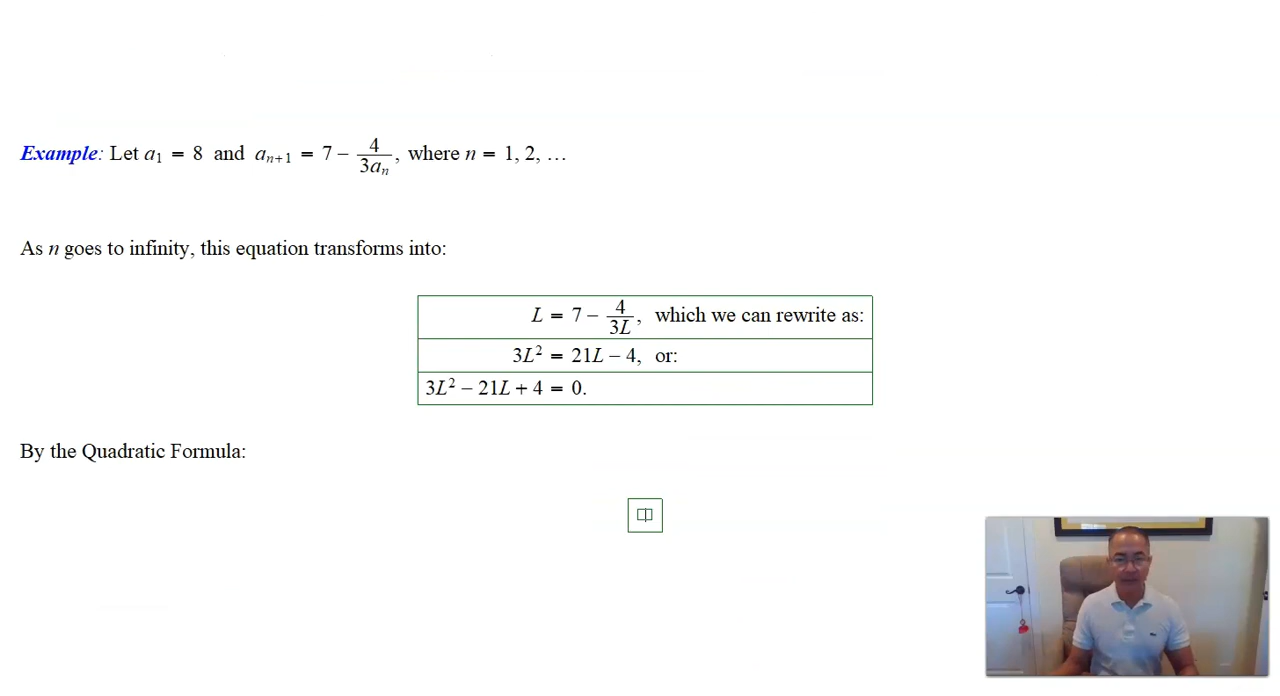 Example: Let a₁ = 8 and aₙ₊₁ = 7 − 4/(3aₙ), where n = 1, 2, …
As n goes to infinity, this equation transforms into:
L = 7 − 4/(3L), which we can rewrite as:
3L² = 21L − 4, or:
3L² − 21L + 4 = 0.
By the Quadratic Formula: